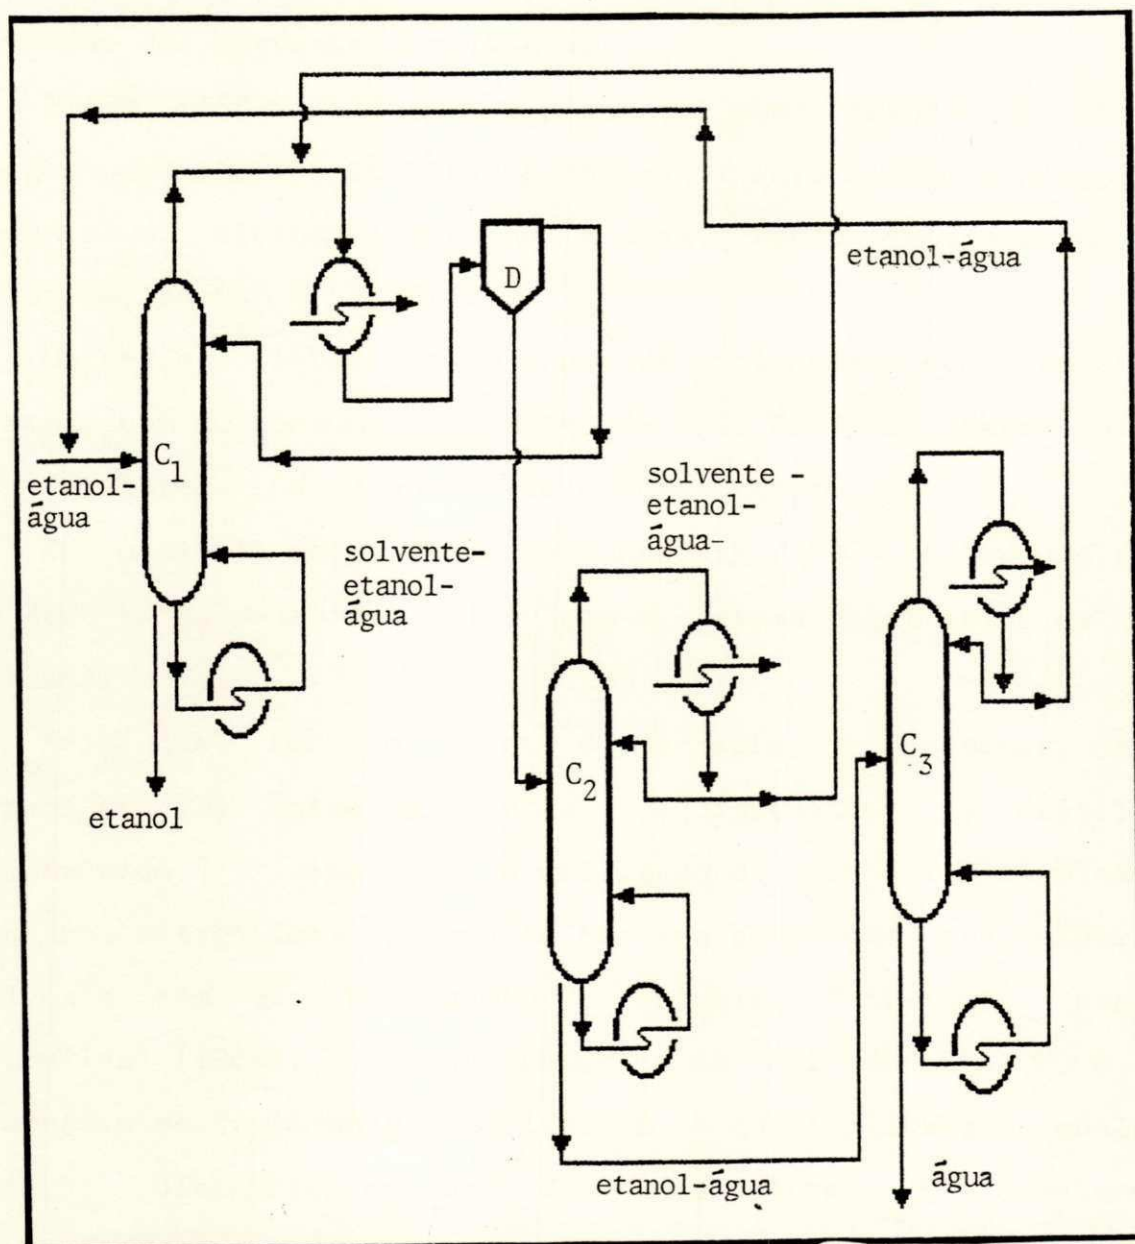 etanol-água
D
C1
etanol-
água
solvente -
etanol-
água-
solvente-
etanol-
água
C2
C3
etanol
etanol-água
água